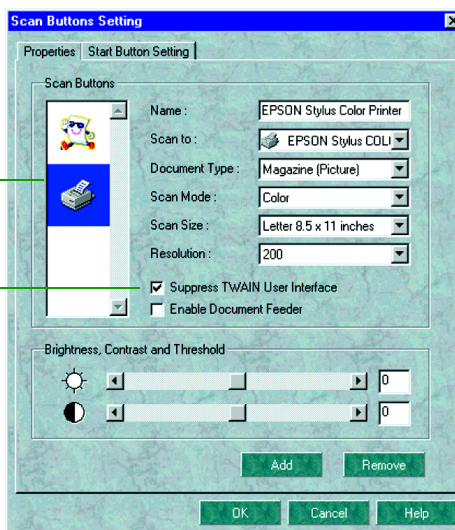 Scan Buttons Setting
Properties Start Button Setting
Scan Buttons
Name : EPSON Stylus Color Printer
Scan to : EPSON Stylus COL
Document Type : Magazine (Picture)
Scan Mode : Color
Scan Size : Letter 8.5 x 11 inches
Resolution : 200
Suppress TWAIN User Interface
Enable Document Feeder
Brightness, Contrast and Threshold
0
0
Add Remove
OK Cancel Help